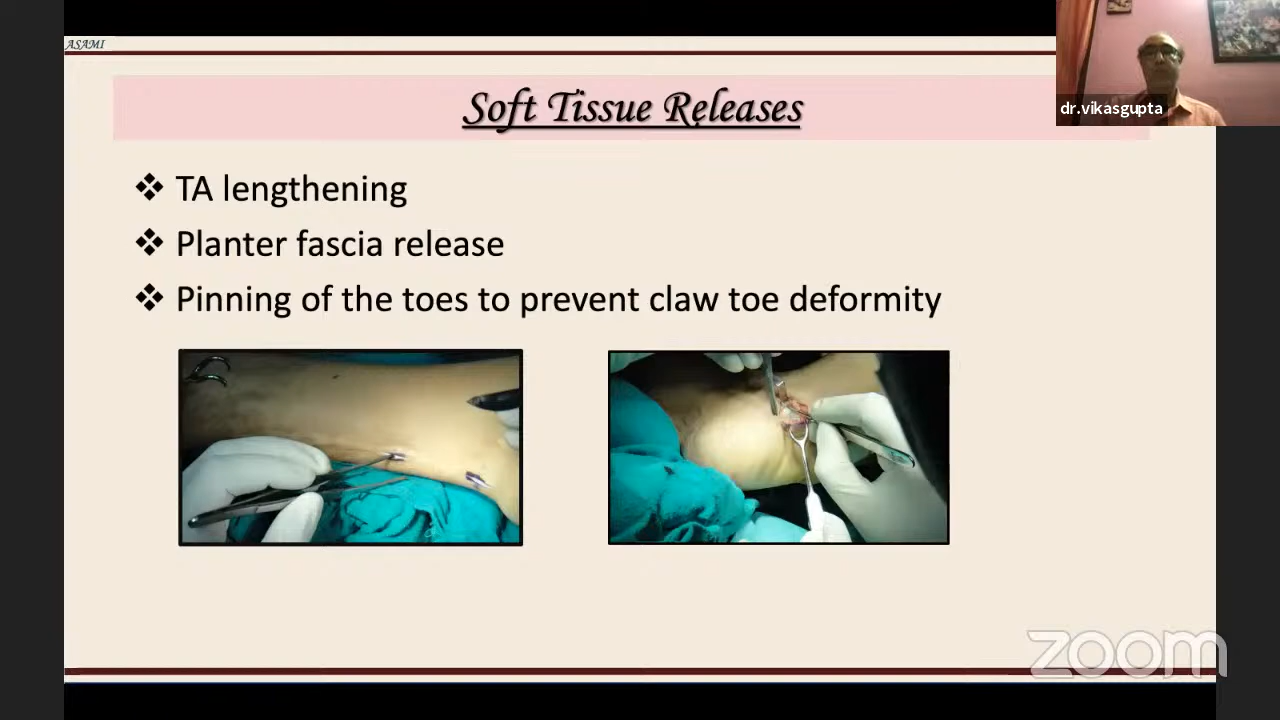 ASAMI
dr.vikasgupta
Soft Tissue Releases
❖ TA lengthening
❖ Planter fascia release
❖ Pinning of the toes to prevent claw toe deformity
zoom